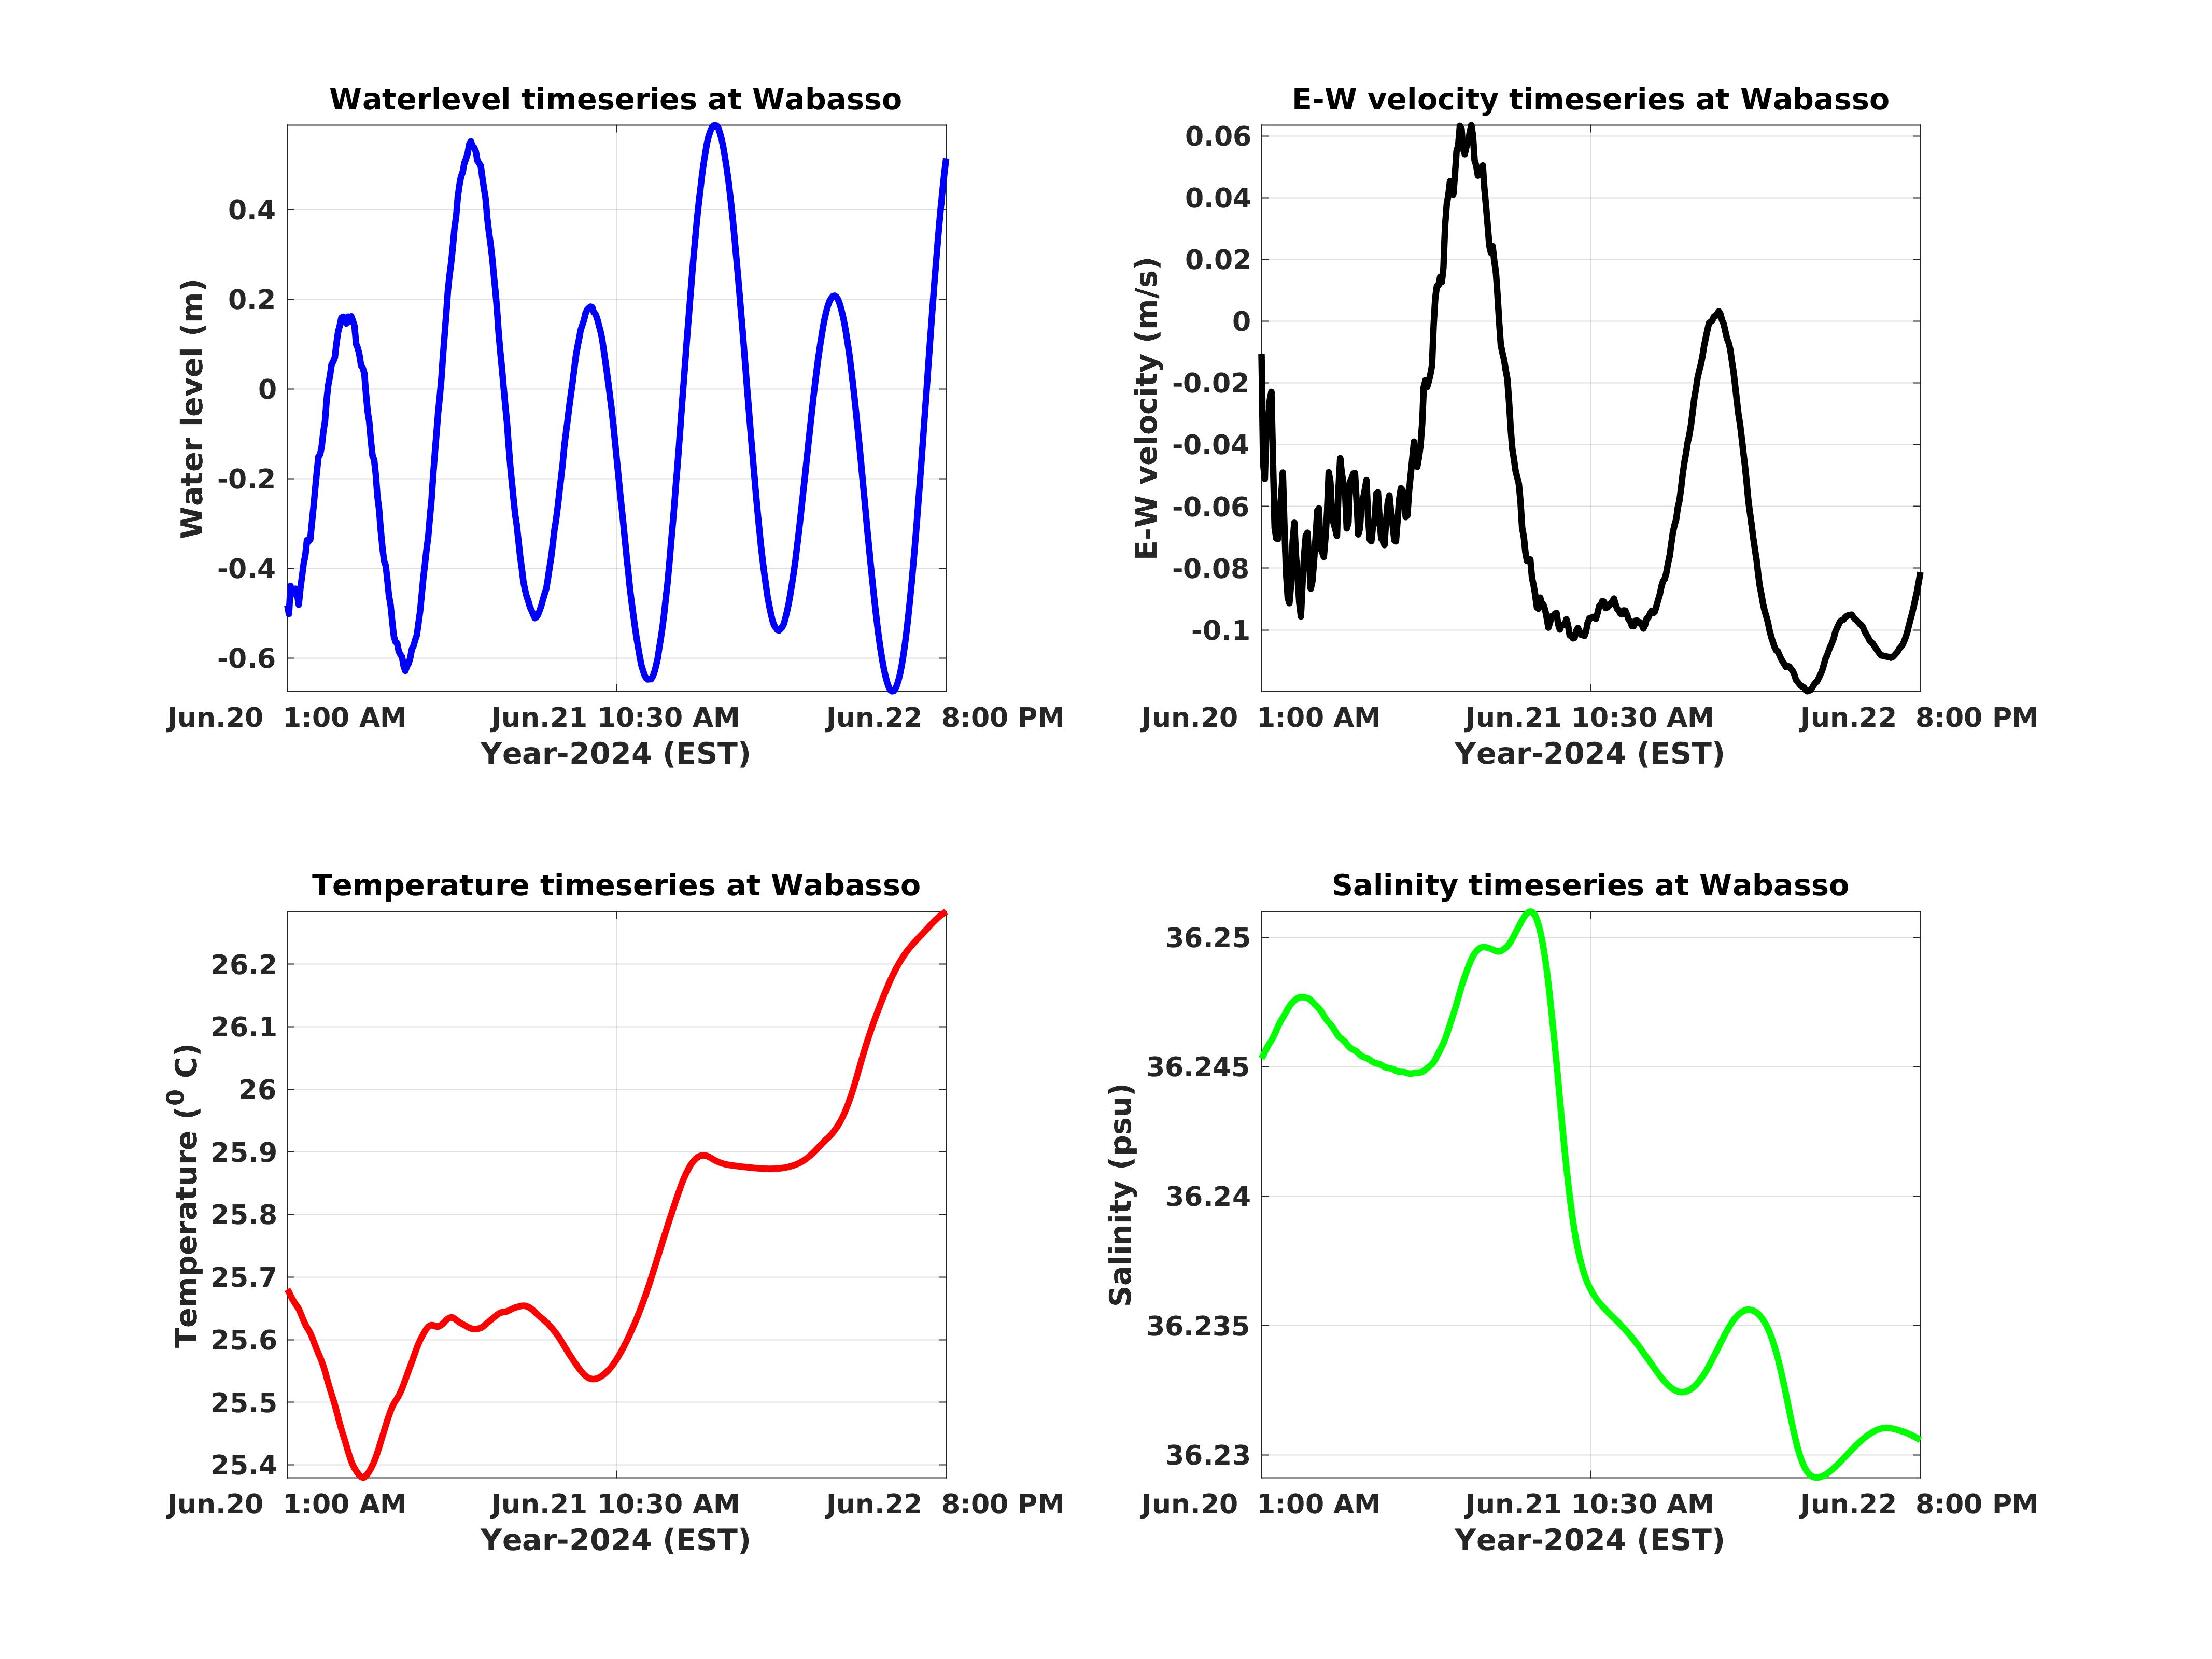 Waterlevel timeseries at Wabasso
0.4
0.2
0
-0.2
-0.4
-0.6
Water level (m)
Jun.20 1:00 AM
Jun.21 10:30 AM
Jun.22 8:00 PM
Year-2024 (EST)
E-W velocity timeseries at Wabasso
0.06
0.04
0.02
0
-0.02
-0.04
-0.06
-0.08
-0.1
E-W velocity (m/s)
Jun.20 1:00 AM
Jun.21 10:30 AM
Jun.22 8:00 PM
Year-2024 (EST)
Temperature timeseries at Wabasso
26.2
26.1
26
25.9
25.8
25.7
25.6
25.5
25.4
Temperature (⁰ C)
Jun.20 1:00 AM
Jun.21 10:30 AM
Jun.22 8:00 PM
Year-2024 (EST)
Salinity timeseries at Wabasso
36.25
36.245
36.24
36.235
36.23
Salinity (psu)
Jun.20 1:00 AM
Jun.21 10:30 AM
Jun.22 8:00 PM
Year-2024 (EST)